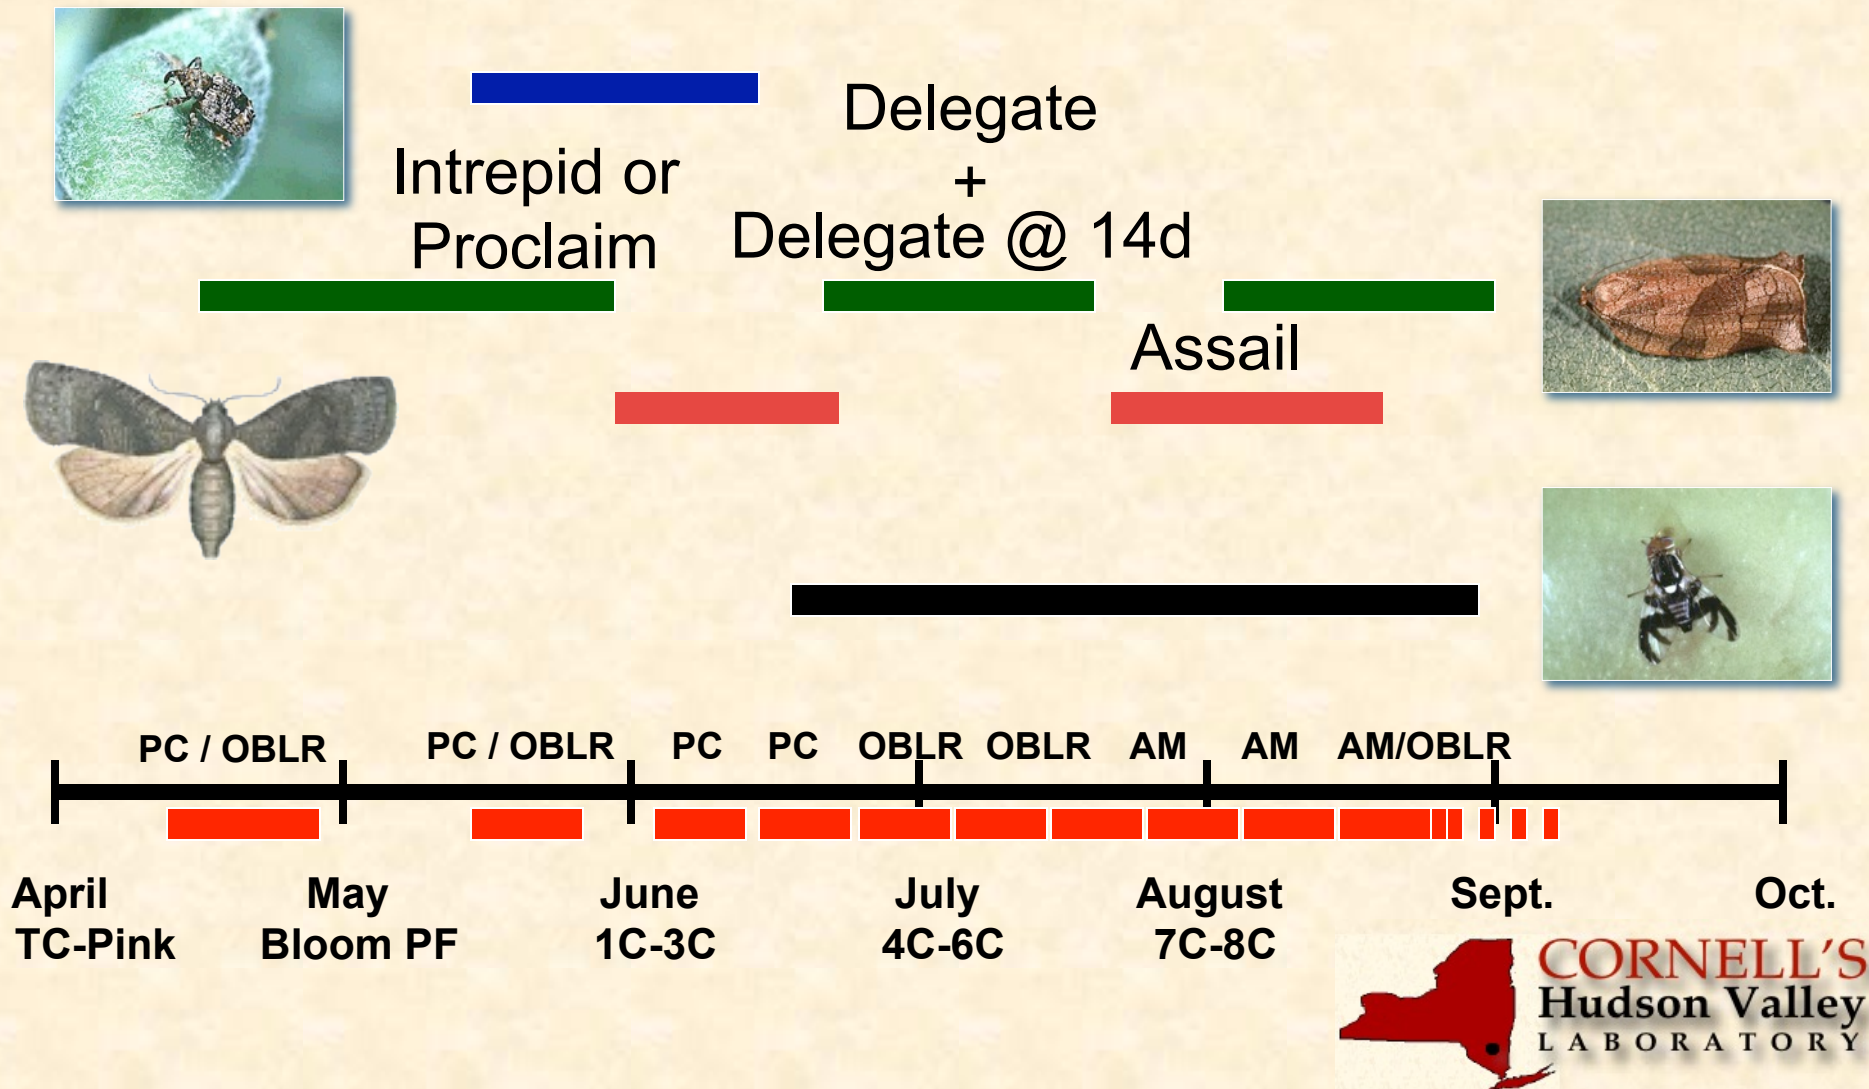 Delegate
+
Delegate @ 14d
Intrepid or
Proclaim
Assail
PC / OBLR PC / OBLR PC PC OBLR OBLR AM AM AM/OBLR
April May June July August Sept. Oct.
TC-Pink Bloom PF 1C-3C 4C-6C 7C-8C
CORNELL'S
Hudson Valley
LABORATORY